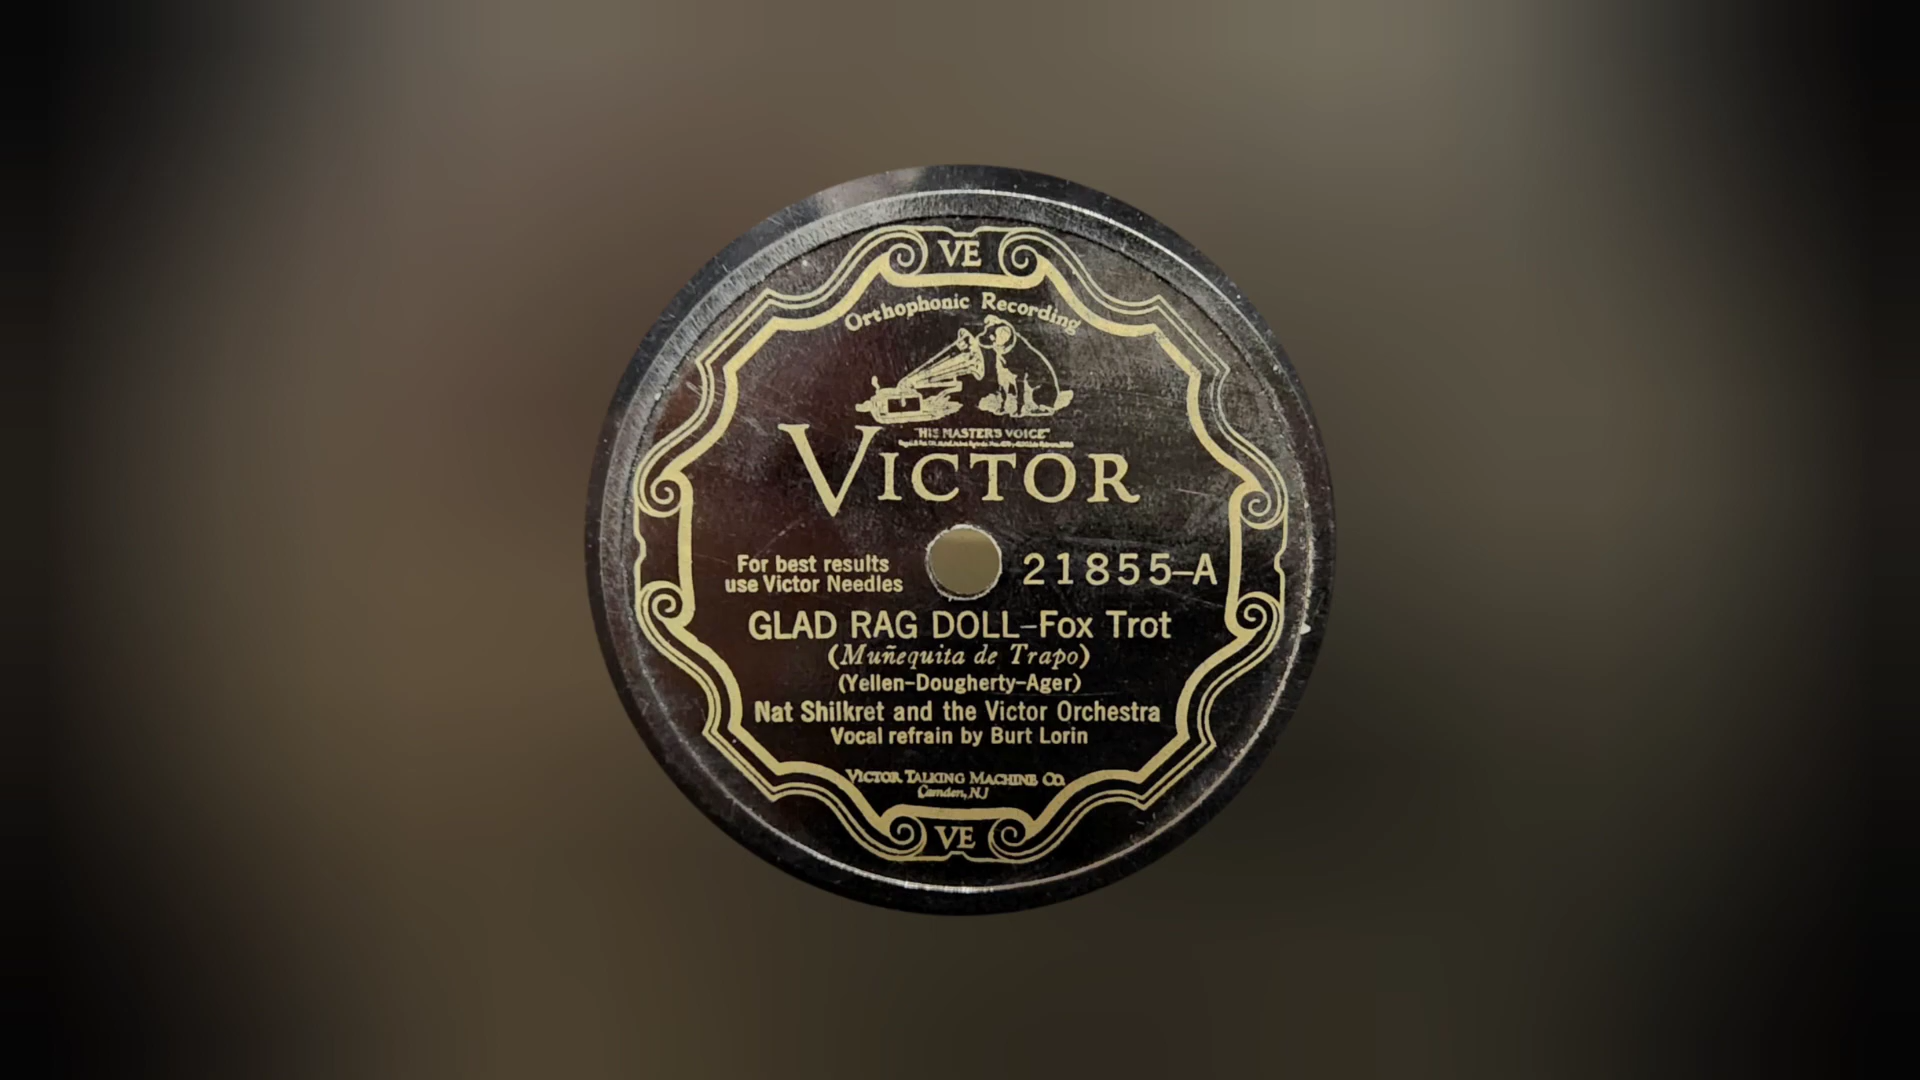 VE
Orthophonic Recording
"HIS MASTER'S VOICE"
VICTOR
For best results
use Victor Needles
21855-A
GLAD RAG DOLL-Fox Trot
(Muñequita de Trapo)
(Yellen-Dougherty-Ager)
Nat Shilkret and the Victor Orchestra
Vocal refrain by Burt Lorin
VICTOR TALKING MACHINE CO.
Camden, NJ
VE